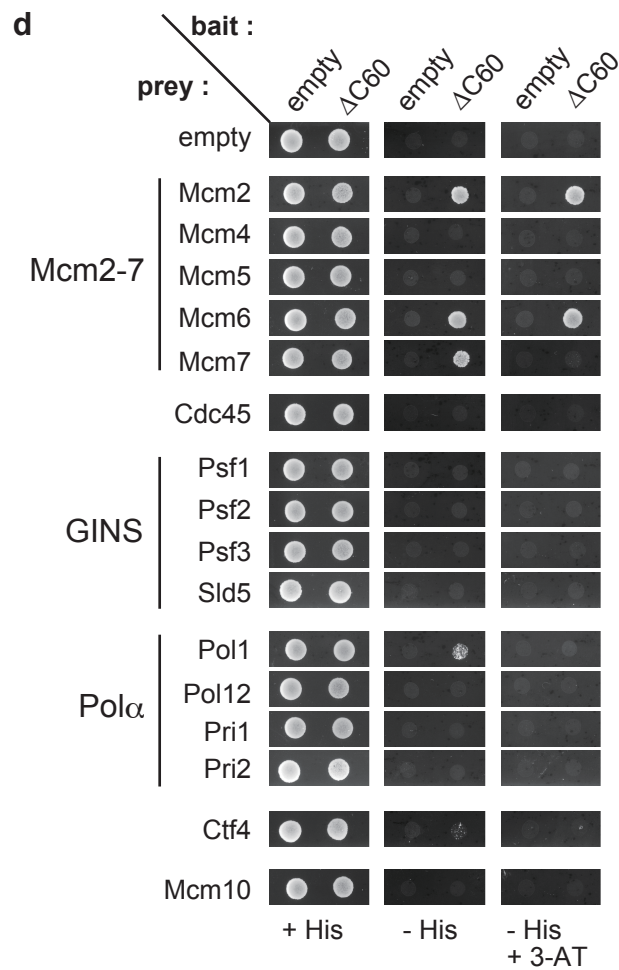 d
bait :
prey :
empty ΔC60 empty ΔC60 empty ΔC60
empty
Mcm2-7
Mcm2
Mcm4
Mcm5
Mcm6
Mcm7
Cdc45
GINS
Psf1
Psf2
Psf3
Sld5
Polα
Pol1
Pol12
Pri1
Pri2
Ctf4
Mcm10
+ His - His - His
+ 3-AT